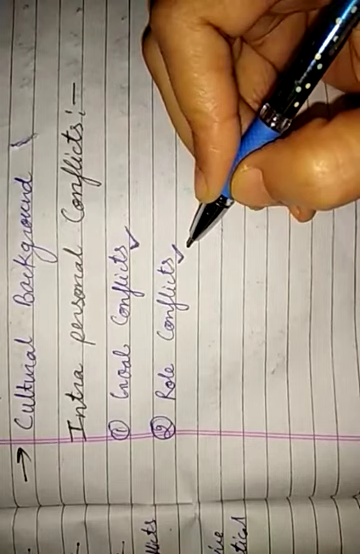 → Cultural Background
Intra personal Conflicts :-
① Goal Conflicts ✓
② Role Conflicts ✓